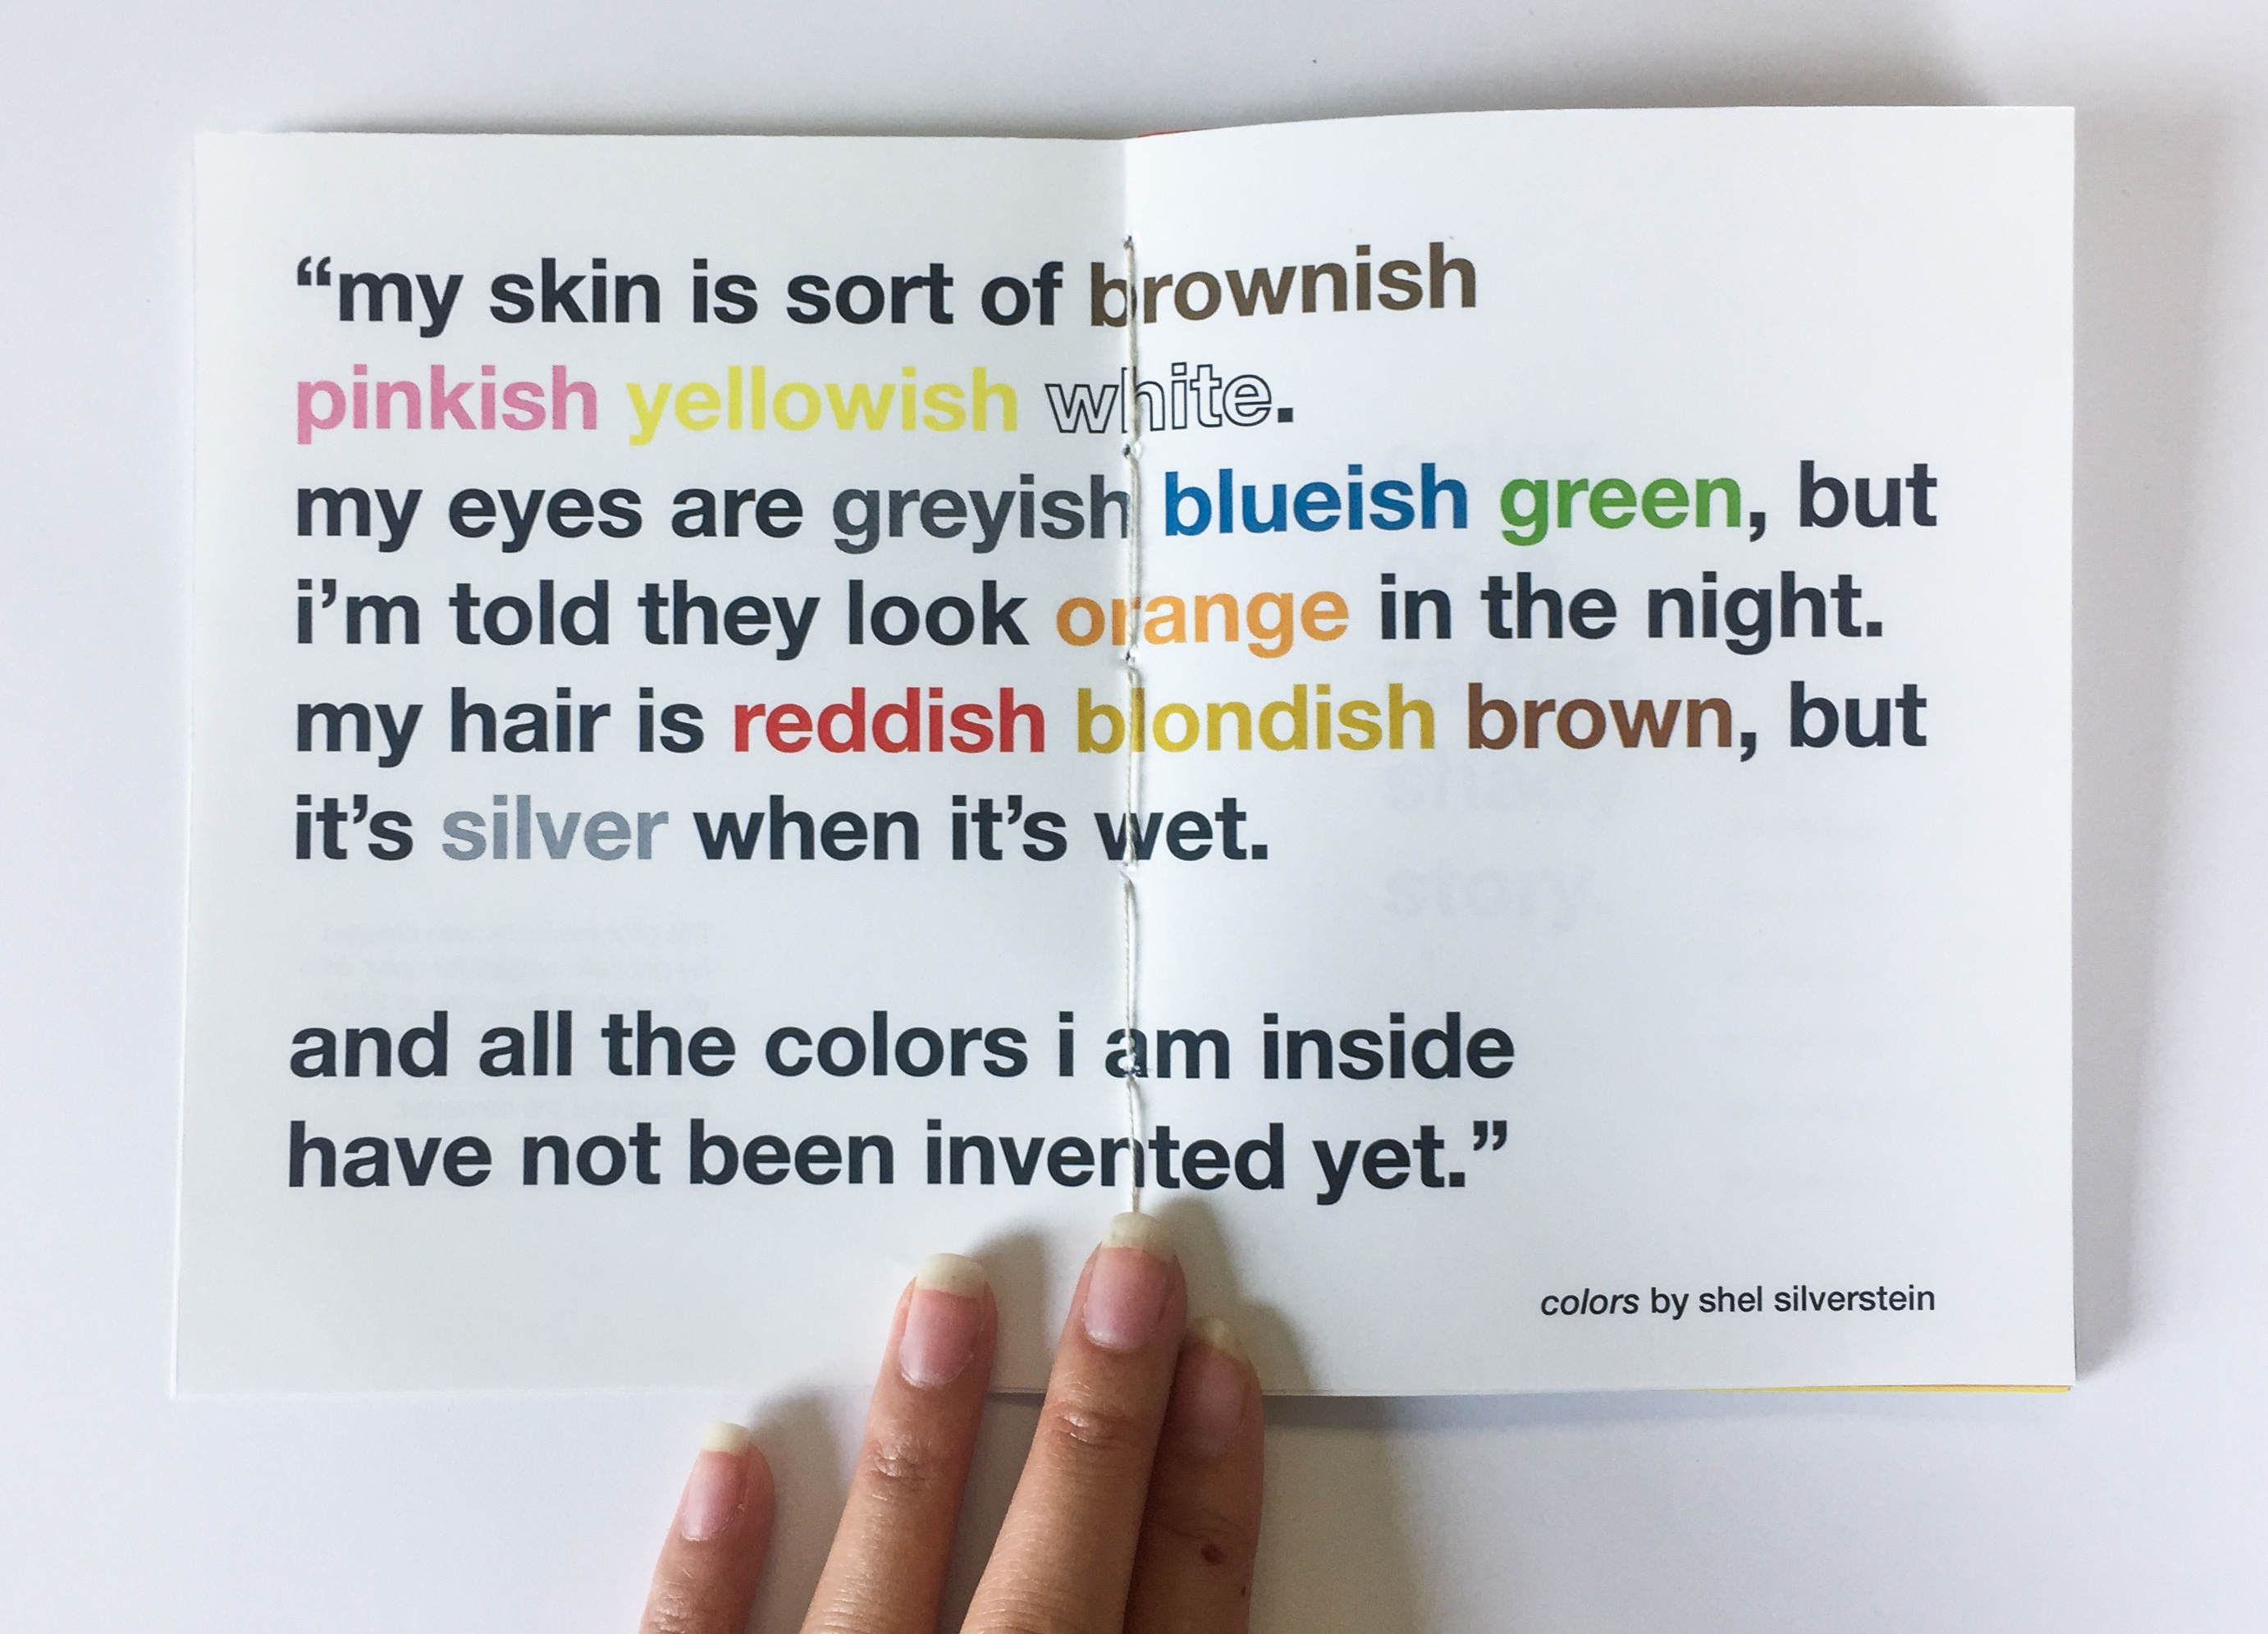 “my skin is sort of brownish
pinkish yellowish white.
my eyes are greyish blueish green, but
i’m told they look orange in the night.
my hair is reddish blondish brown, but
it’s silver when it’s wet.
and all the colors i am inside
have not been invented yet.”
colors by shel silverstein
story.